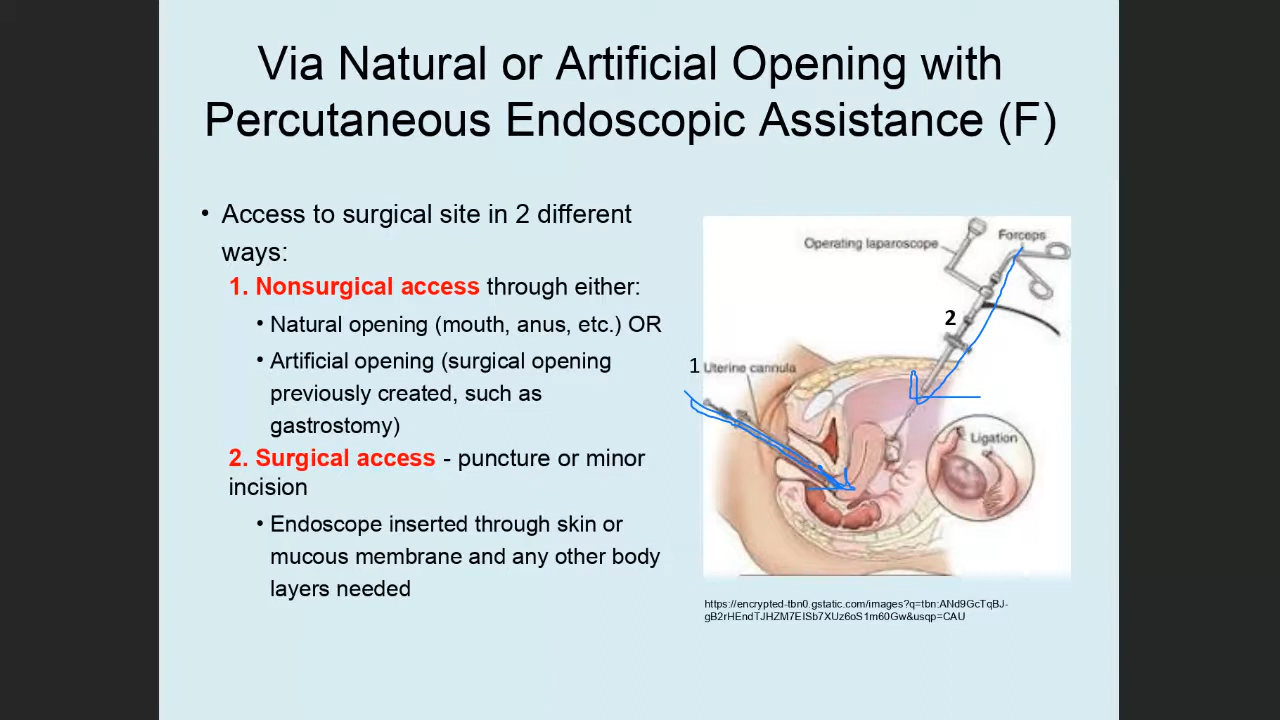 Via Natural or Artificial Opening with
Percutaneous Endoscopic Assistance (F)
• Access to surgical site in 2 different
ways:
1. Nonsurgical access through either:
• Natural opening (mouth, anus, etc.) OR
• Artificial opening (surgical opening
previously created, such as
gastrostomy)
2. Surgical access - puncture or minor
incision
• Endoscope inserted through skin or
mucous membrane and any other body
layers needed
Forceps
Operating laparoscope
2
1 Uterine cannula
Ligation
https://encrypted-tbn0.gstatic.com/images?q=tbn:ANd9GcTqBJ-
gB2rHEndTJHZM7EISb7XUz6oS1m60Gw&usqp=CAU